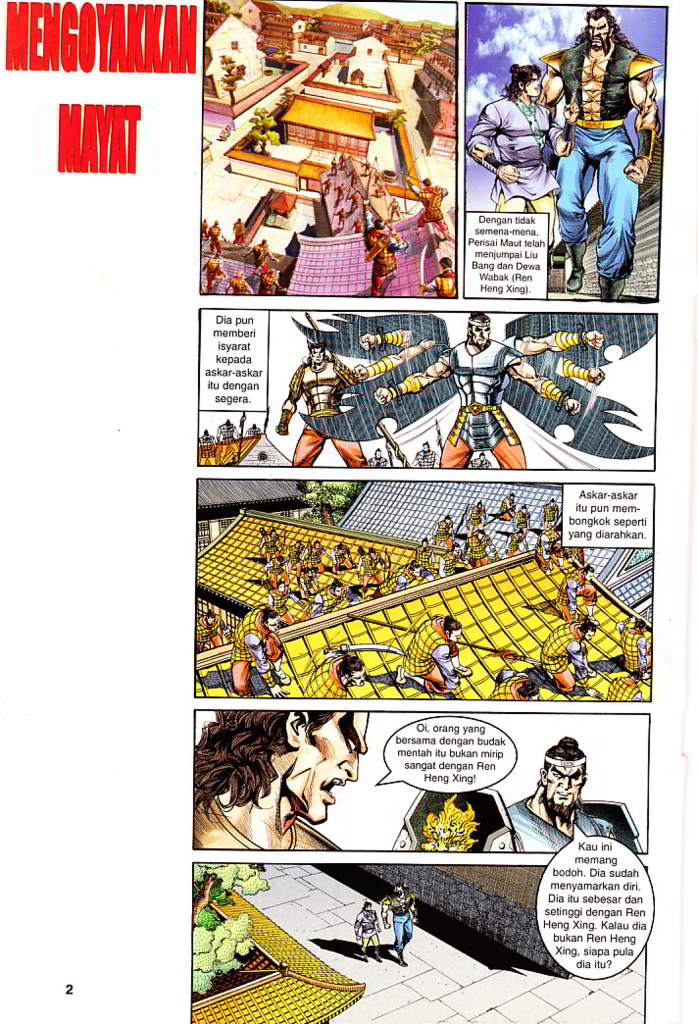 MENGOYAKKAN
MAYAT
Dengan tidak
semena-mena.
Perisai Maut telah
menjumpai Liu
Bang dan Dewa
Wabak (Ren
Heng Xing).
Dia pun
memberi
isyarat
kepada
askar-askar
itu dengan
segera.
Askar-askar
itu pun mem-
bongkok seperti
yang diarahkan.
Oi, orang yang
bersama dengan budak
mentah itu bukan mirip
sangat dengan Ren
Heng Xing!
Kau ini
memang
bodoh. Dia sudah
menyamarkan diri.
Dia itu sebesar dan
setinggi dengan Ren
Heng Xing. Kalau dia
bukan Ren Heng
Xing, siapa pula
dia itu?
2